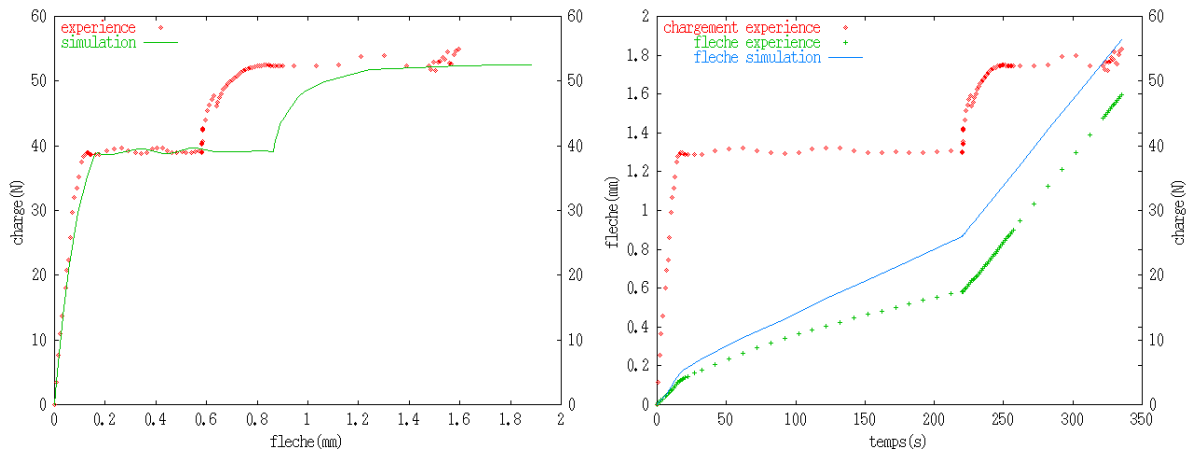 experience
simulation
60
50
40
30
20
10
0
charge(N)
60
50
40
30
20
10
0
0 0.2 0.4 0.6 0.8 1 1.2 1.4 1.6 1.8 2
fleche(mm)
chargement experience
fleche experience
fleche simulation
2
1.8
1.6
1.4
1.2
1
0.8
0.6
0.4
0.2
0
fleche(mm)
60
50
40
30
20
10
0
charge(N)
0 50 100 150 200 250 300 350
temps(s)